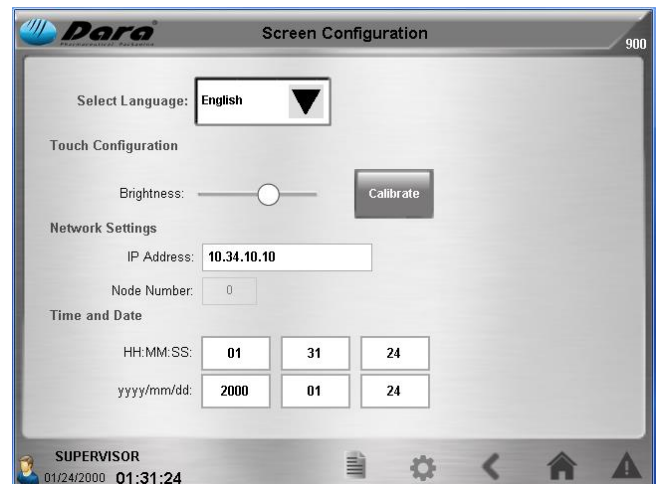 Dara
Pharmaceutical Packaging
Screen Configuration
900
Select Language: English
Touch Configuration
Brightness:
Calibrate
Network Settings
IP Address: 10.34.10.10
Node Number: 0
Time and Date
HH:MM:SS: 01 31 24
yyyy/mm/dd: 2000 01 24
SUPERVISOR
01/24/2000 01:31:24